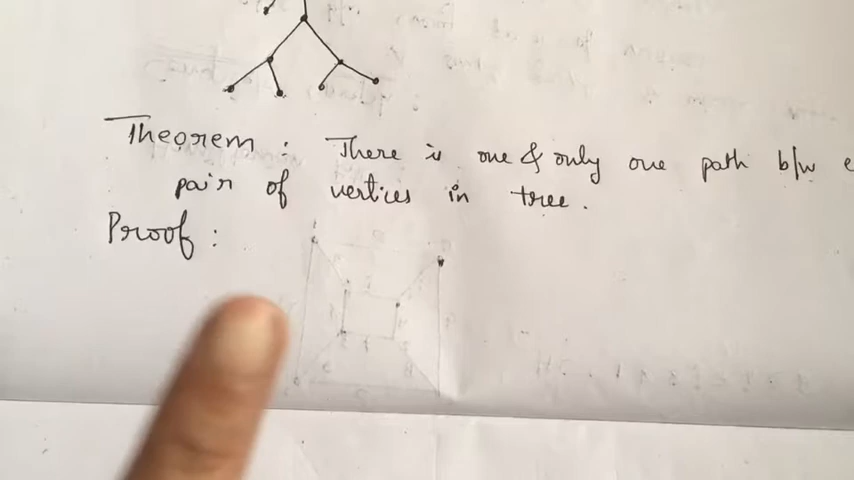 Theorem : There is one & only one path b/w e
pair of vertices in tree.
Proof :